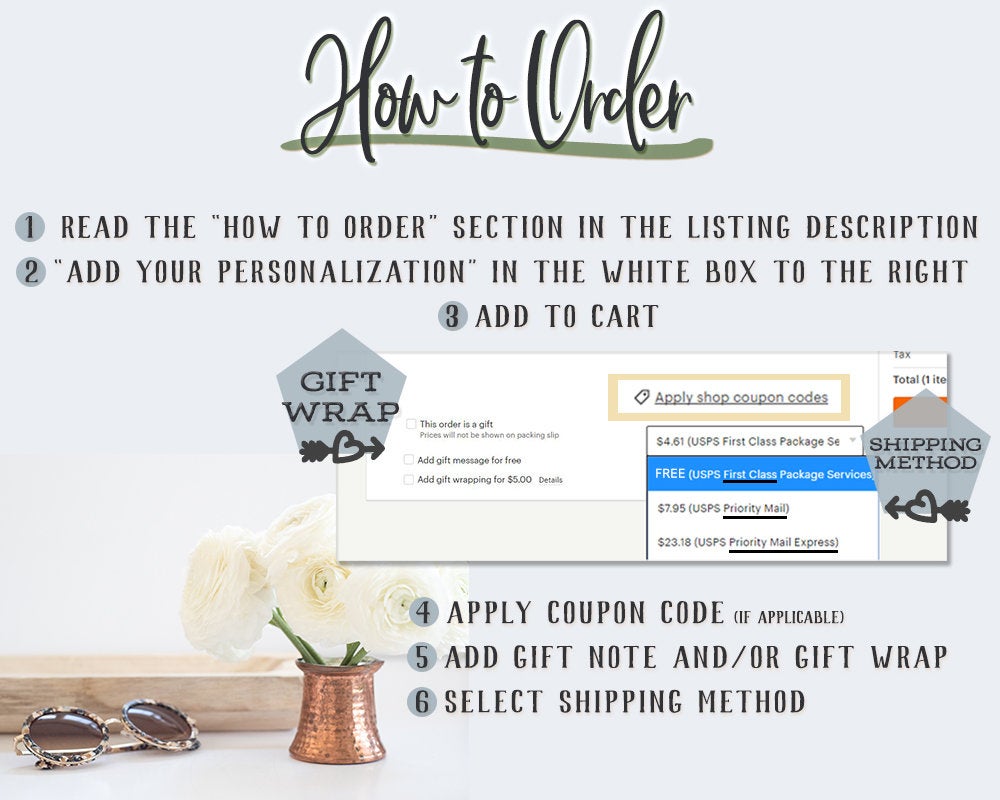 How to Order
1 READ THE "HOW TO ORDER" SECTION IN THE LISTING DESCRIPTION
2 "ADD YOUR PERSONALIZATION" IN THE WHITE BOX TO THE RIGHT
3 ADD TO CART
GIFT
WRAP
This order is a gift
Prices will not be shown on packing slip
Add gift message for free
Add gift wrapping for $5.00 Details
Apply shop coupon codes
$4.61 (USPS First Class Package Se
FREE (USPS First Class Package Services
$7.95 (USPS Priority Mail)
$23.18 (USPS Priority Mail Express)
Tax
Total (1 ite
SHIPPING
METHOD
4 APPLY COUPON CODE (IF APPLICABLE)
5 ADD GIFT NOTE AND/OR GIFT WRAP
6 SELECT SHIPPING METHOD